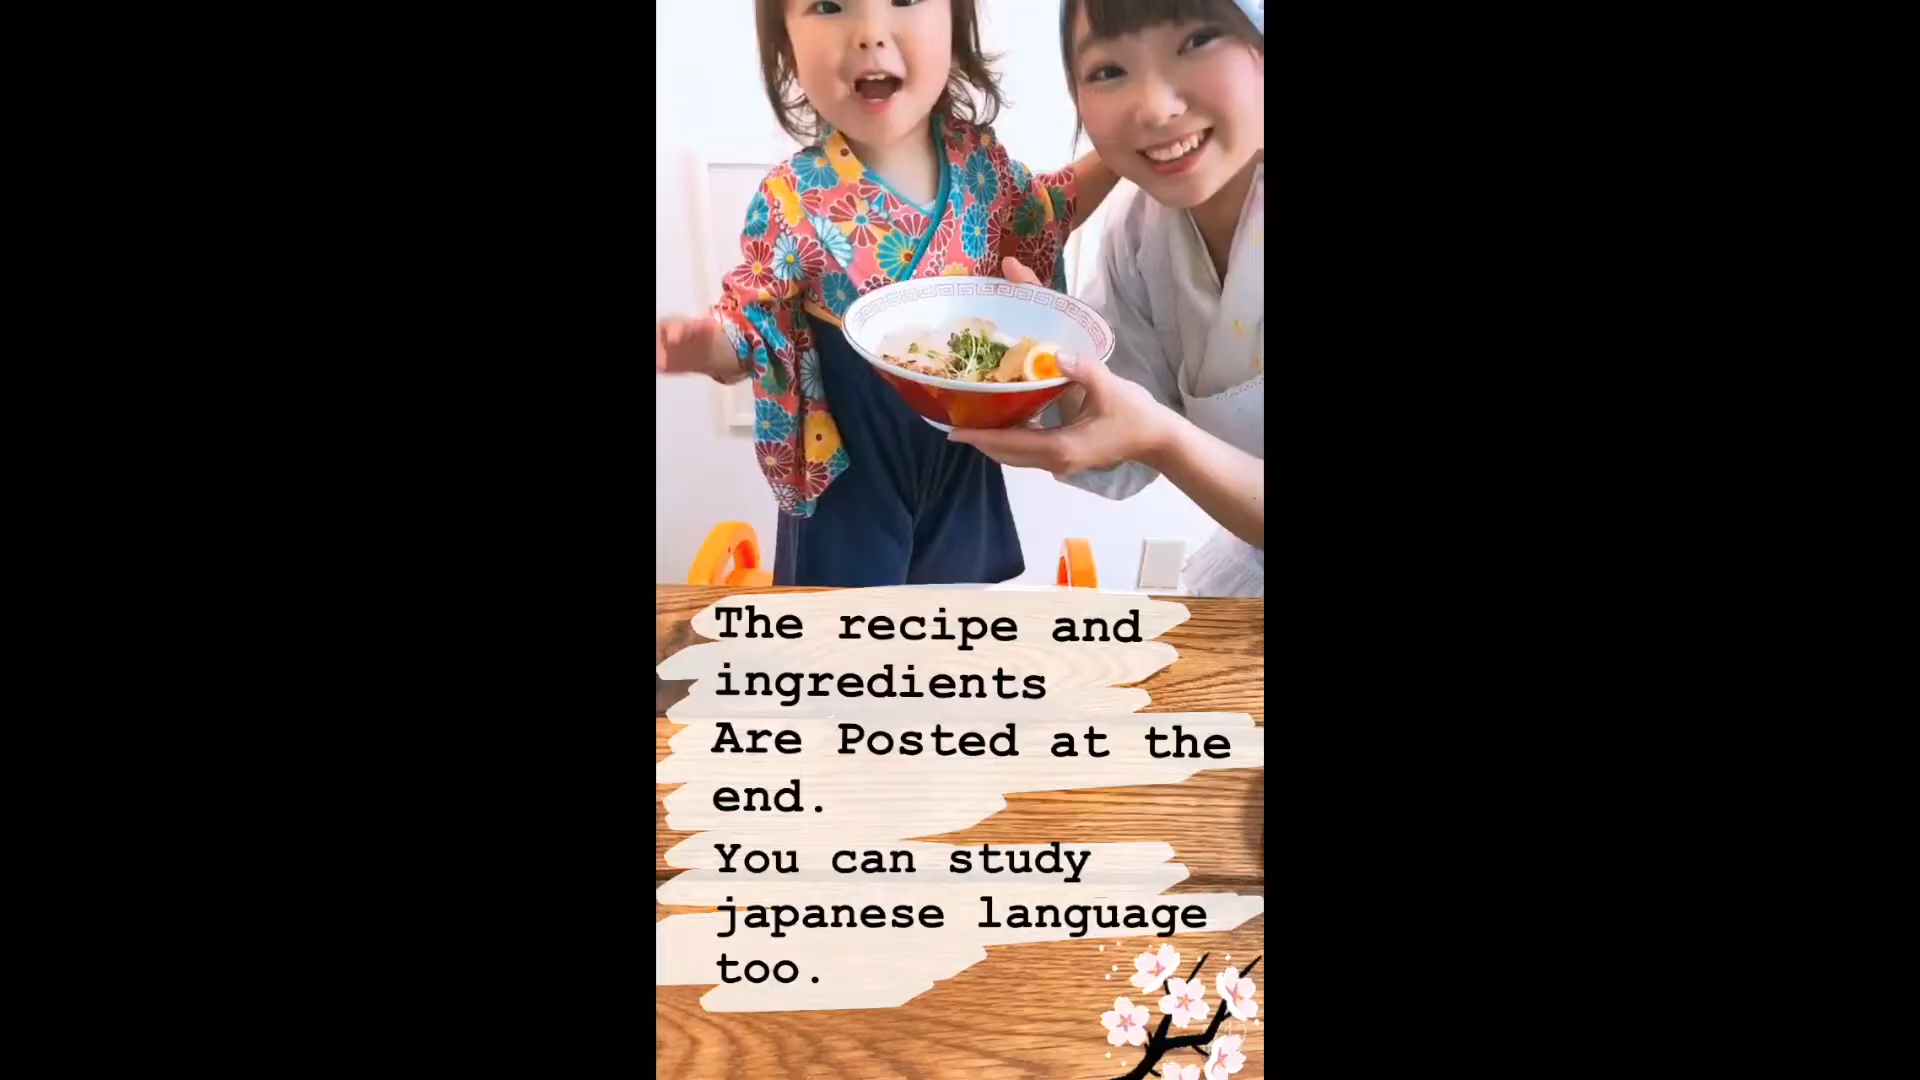 The recipe and
ingredients
Are Posted at the
end.
You can study
japanese language
too.